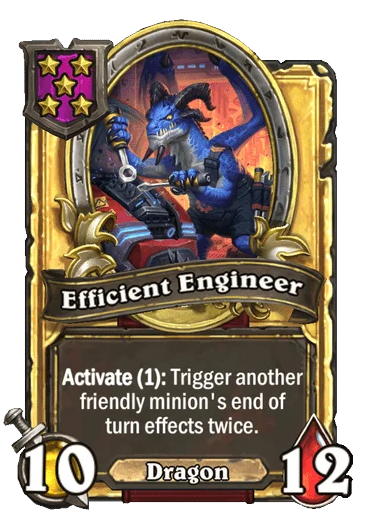 Efficient Engineer
Activate (1): Trigger another
friendly minion's end of
turn effects twice.
10
Dragon
12